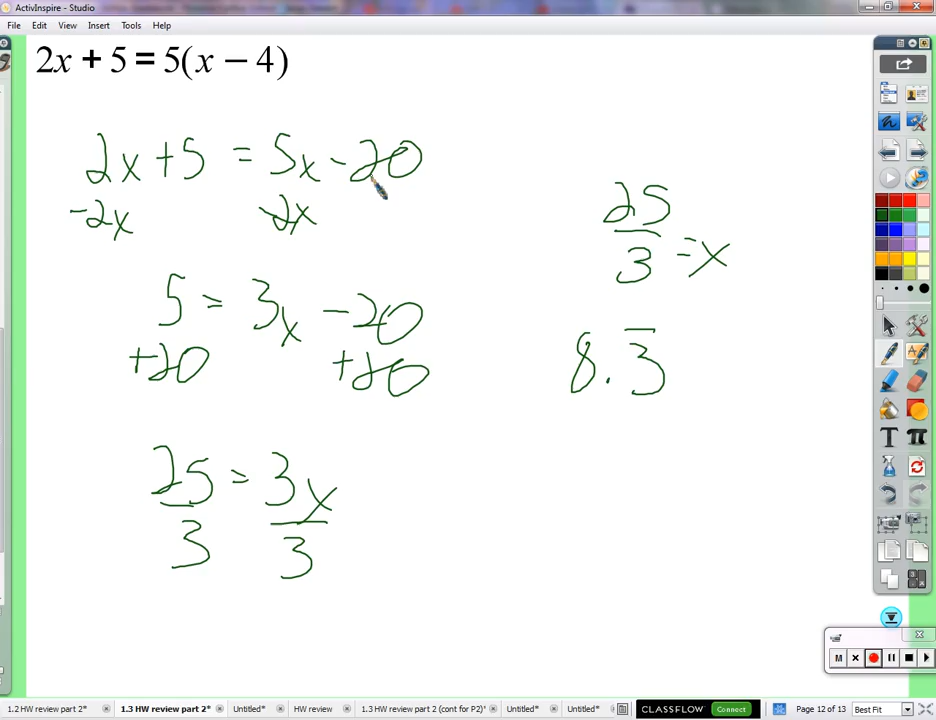 ActivInspire - Studio
File Edit View Insert Tools Help
2x + 5 = 5(x − 4)
2x + 5 = 5x - 20
-2x -2x
5 = 3x - 20
+20 +20
25 = 3x
3 3
25
3 = x
8.3̅
M
1.2 HW review part 2* 1.3 HW review part 2* Untitled* HW review 1.3 HW review part 2 (cont for P2)* Untitled* Untitled* CLASSFLOW Connect Page 12 of 13 Best Fit